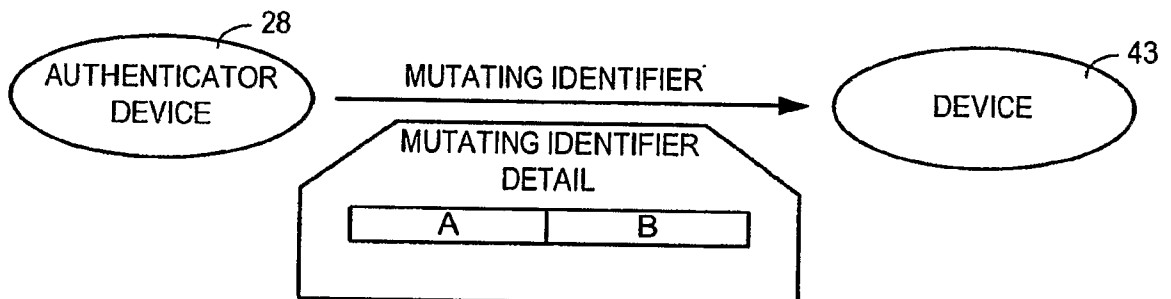 28
AUTHENTICATOR
DEVICE
MUTATING IDENTIFIER
43
DEVICE
MUTATING IDENTIFIER
DETAIL
A B